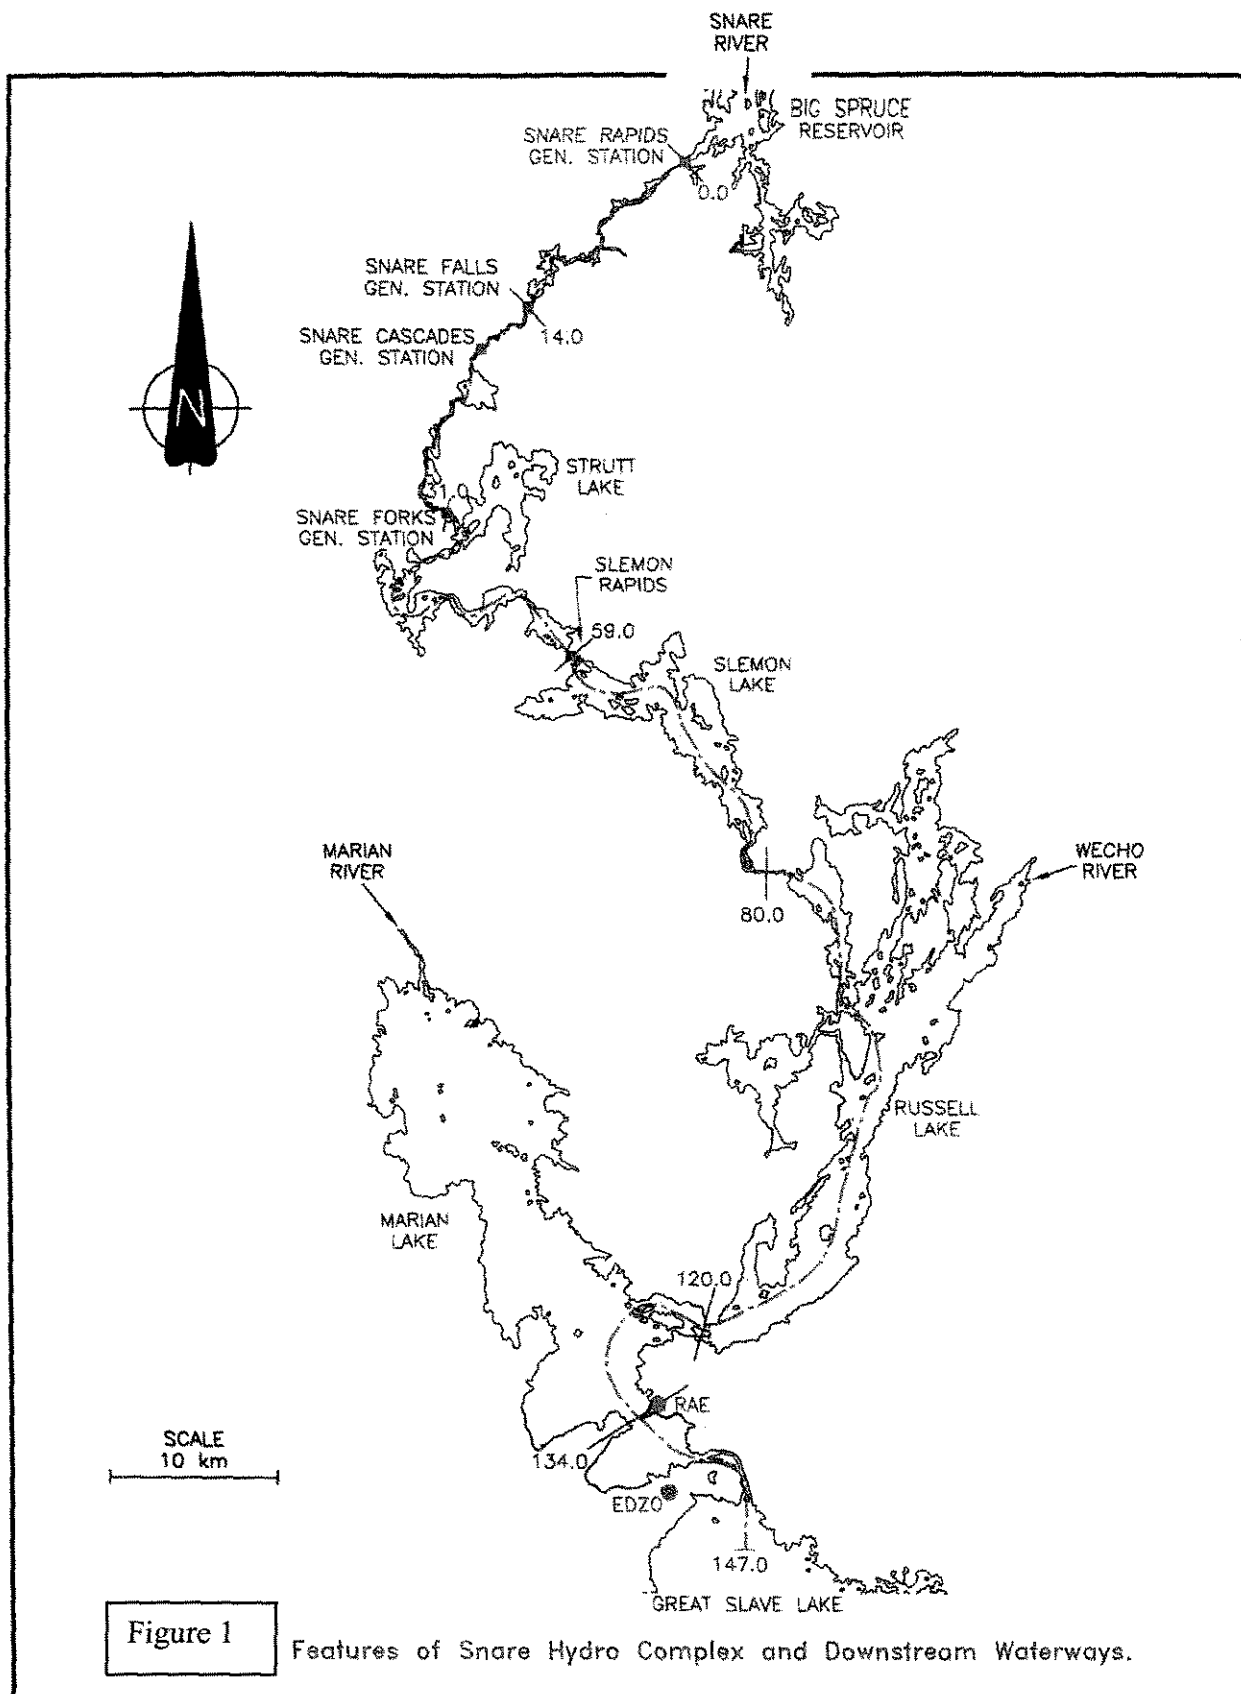 SNARE
RIVER
BIG SPRUCE
RESERVOIR
SNARE RAPIDS
GEN. STATION
0.0
SNARE FALLS
GEN. STATION
14.0
SNARE CASCADES
GEN. STATION
N
STRUTT
LAKE
SNARE FORKS
GEN. STATION
SLEMON
RAPIDS
59.0
SLEMON
LAKE
MARIAN
RIVER
WECHO
RIVER
80.0
RUSSELL
LAKE
MARIAN
LAKE
120.0
RAE
SCALE
10 km
134.0
EDZO
147.0
GREAT SLAVE LAKE
Figure 1
Features of Snare Hydro Complex and Downstream Waterways.